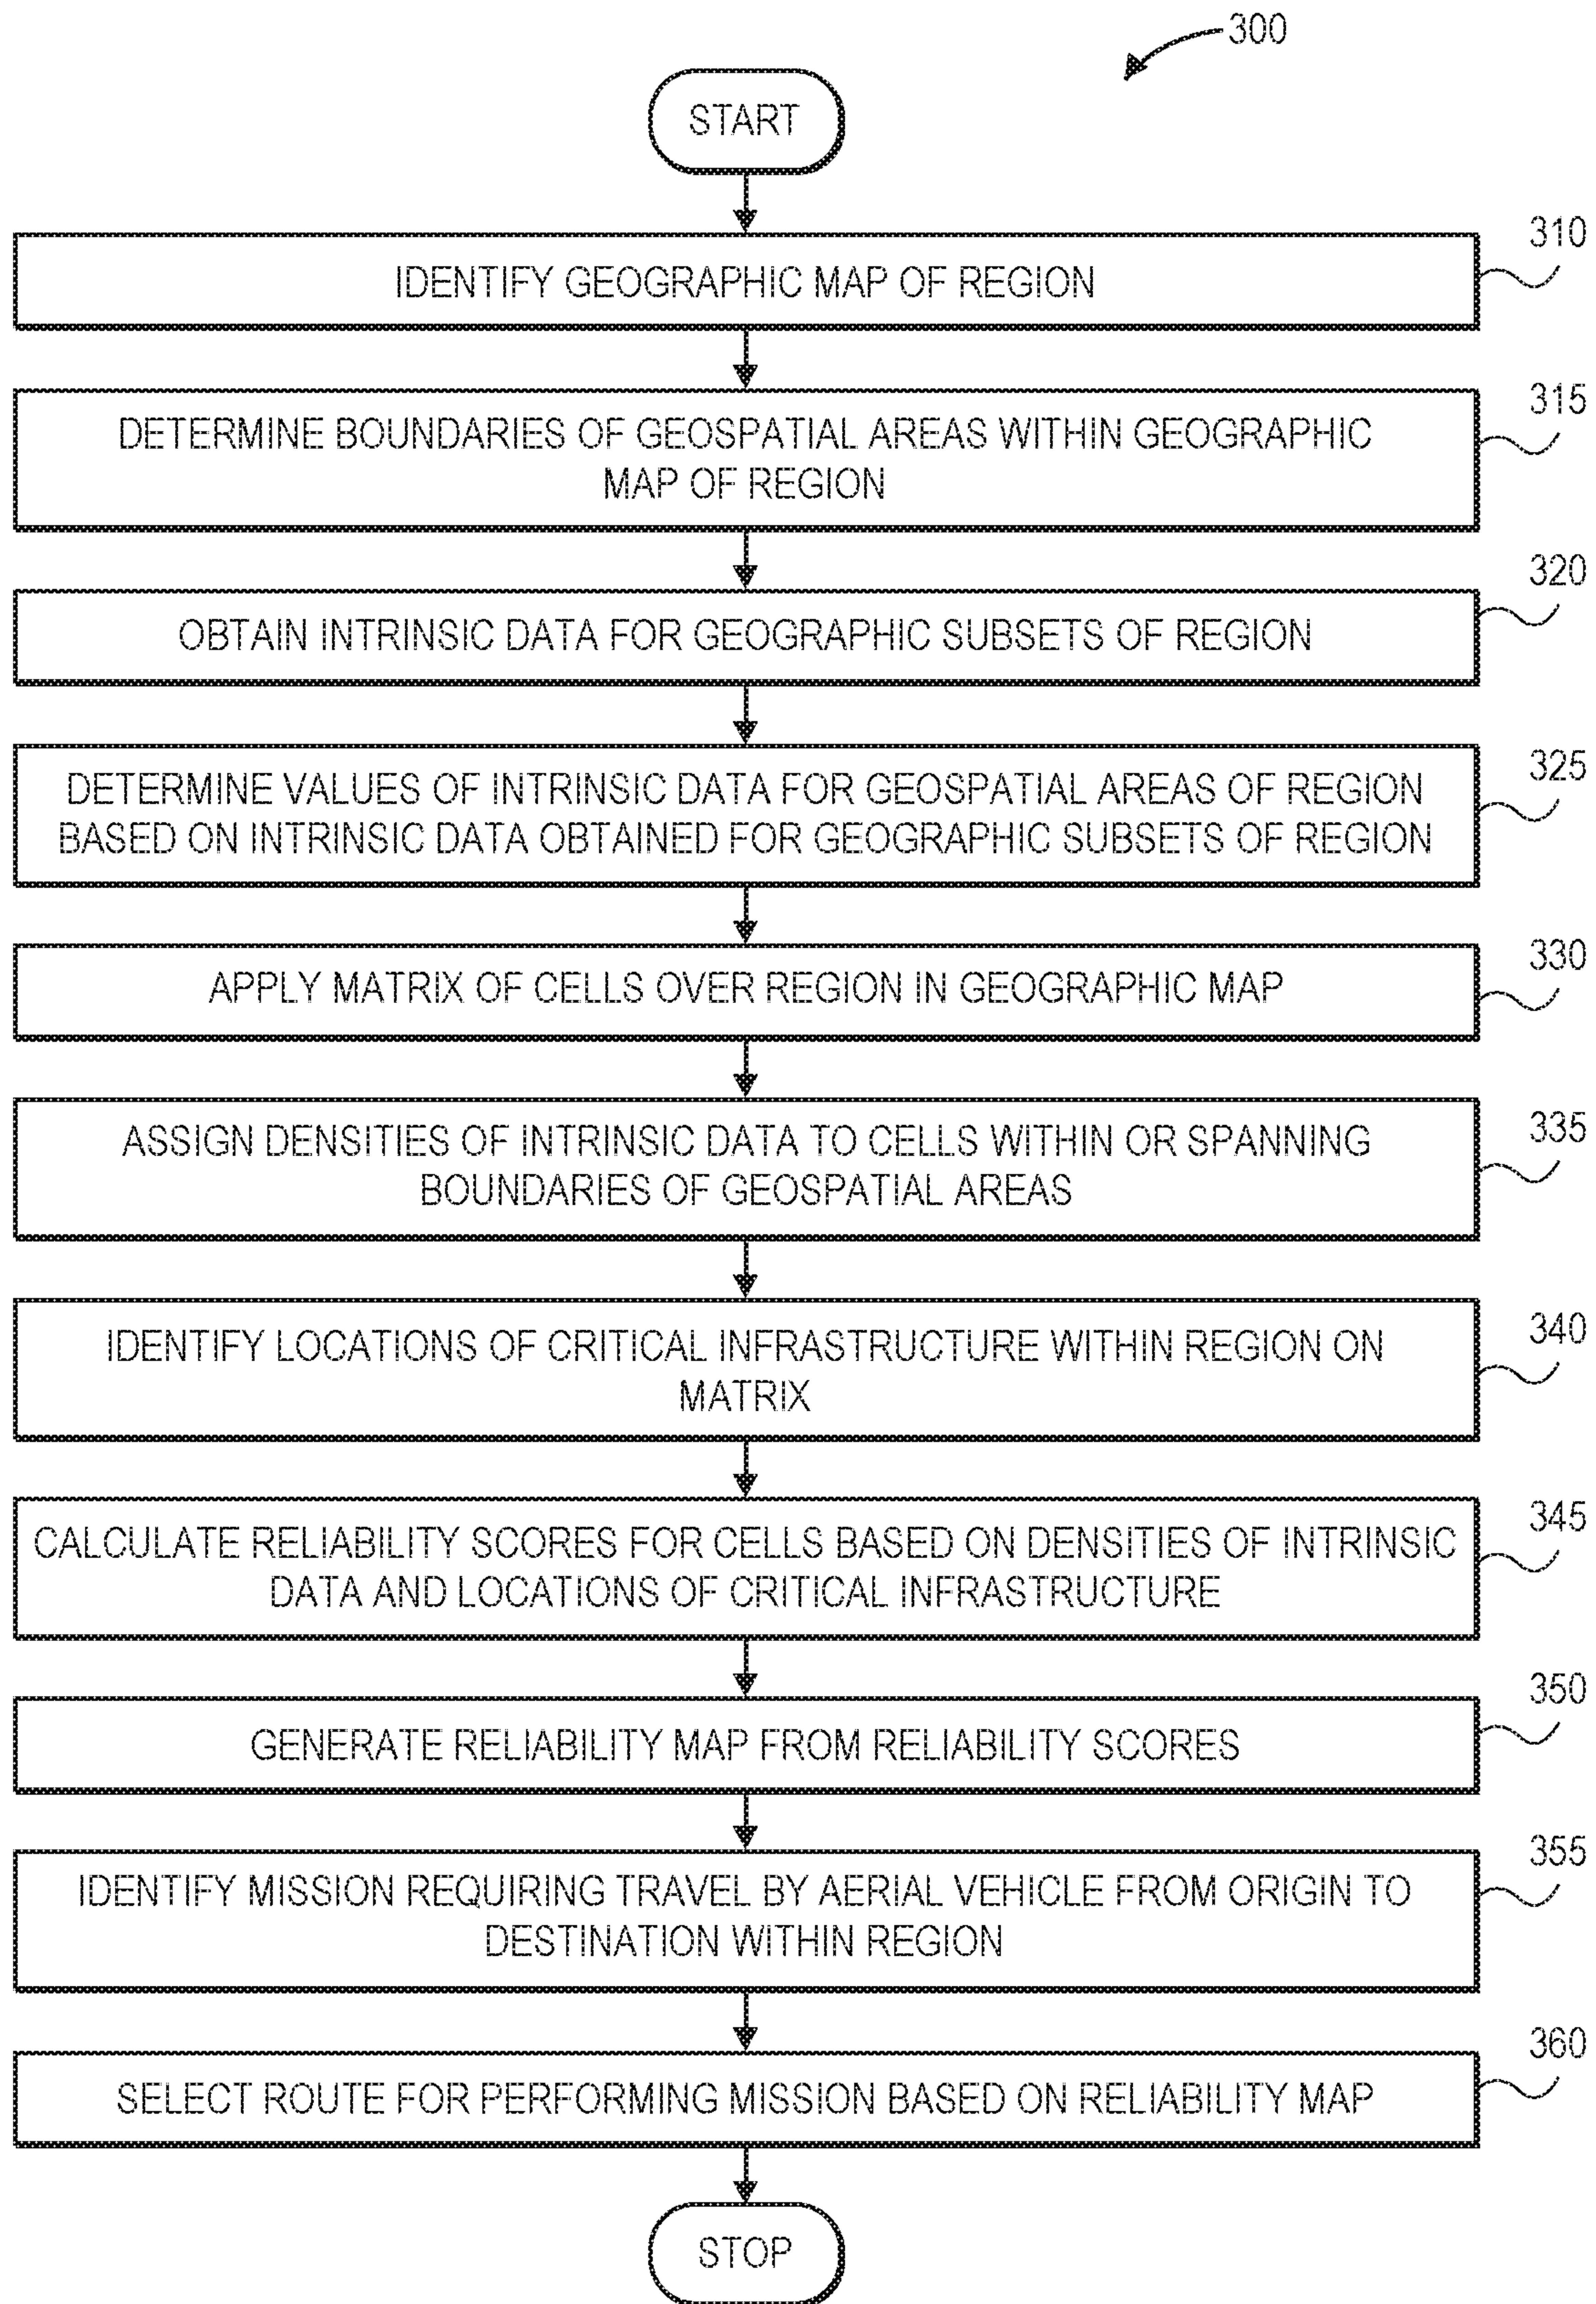 300
START
310
IDENTIFY GEOGRAPHIC MAP OF REGION
315
DETERMINE BOUNDARIES OF GEOSPATIAL AREAS WITHIN GEOGRAPHIC
MAP OF REGION
320
OBTAIN INTRINSIC DATA FOR GEOGRAPHIC SUBSETS OF REGION
325
DETERMINE VALUES OF INTRINSIC DATA FOR GEOSPATIAL AREAS OF REGION
BASED ON INTRINSIC DATA OBTAINED FOR GEOGRAPHIC SUBSETS OF REGION
330
APPLY MATRIX OF CELLS OVER REGION IN GEOGRAPHIC MAP
335
ASSIGN DENSITIES OF INTRINSIC DATA TO CELLS WITHIN OR SPANNING
BOUNDARIES OF GEOSPATIAL AREAS
340
IDENTIFY LOCATIONS OF CRITICAL INFRASTRUCTURE WITHIN REGION ON
MATRIX
345
CALCULATE RELIABILITY SCORES FOR CELLS BASED ON DENSITIES OF INTRINSIC
DATA AND LOCATIONS OF CRITICAL INFRASTRUCTURE
350
GENERATE RELIABILITY MAP FROM RELIABILITY SCORES
355
IDENTIFY MISSION REQUIRING TRAVEL BY AERIAL VEHICLE FROM ORIGIN TO
DESTINATION WITHIN REGION
360
SELECT ROUTE FOR PERFORMING MISSION BASED ON RELIABILITY MAP
STOP